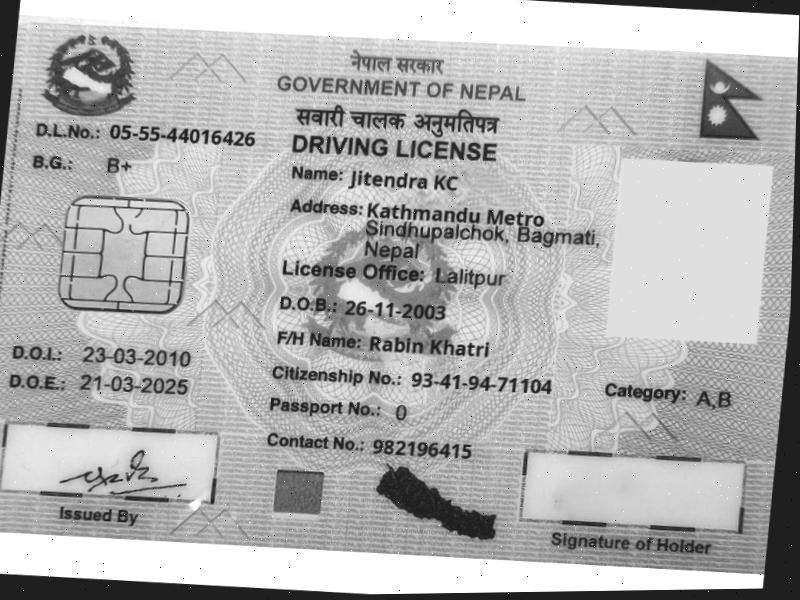 नेपाल सरकार
GOVERNMENT OF NEPAL
सवारी चालक अनुमतिपत्र
DRIVING LICENSE
D.L.No.: 05-55-44016426
B.G.: B+
Name: Jitendra KC
Address: Kathmandu Metro
Sindhupalchok, Bagmati,
Nepal
License Office: Lalitpur
D.O.B.: 26-11-2003
F/H Name: Rabin Khatri
D.O.I.: 23-03-2010
D.O.E.: 21-03-2025
Citizenship No.: 93-41-94-71104
Category: A,B
Passport No.: 0
Contact No.: 982196415
Issued By
Signature of Holder